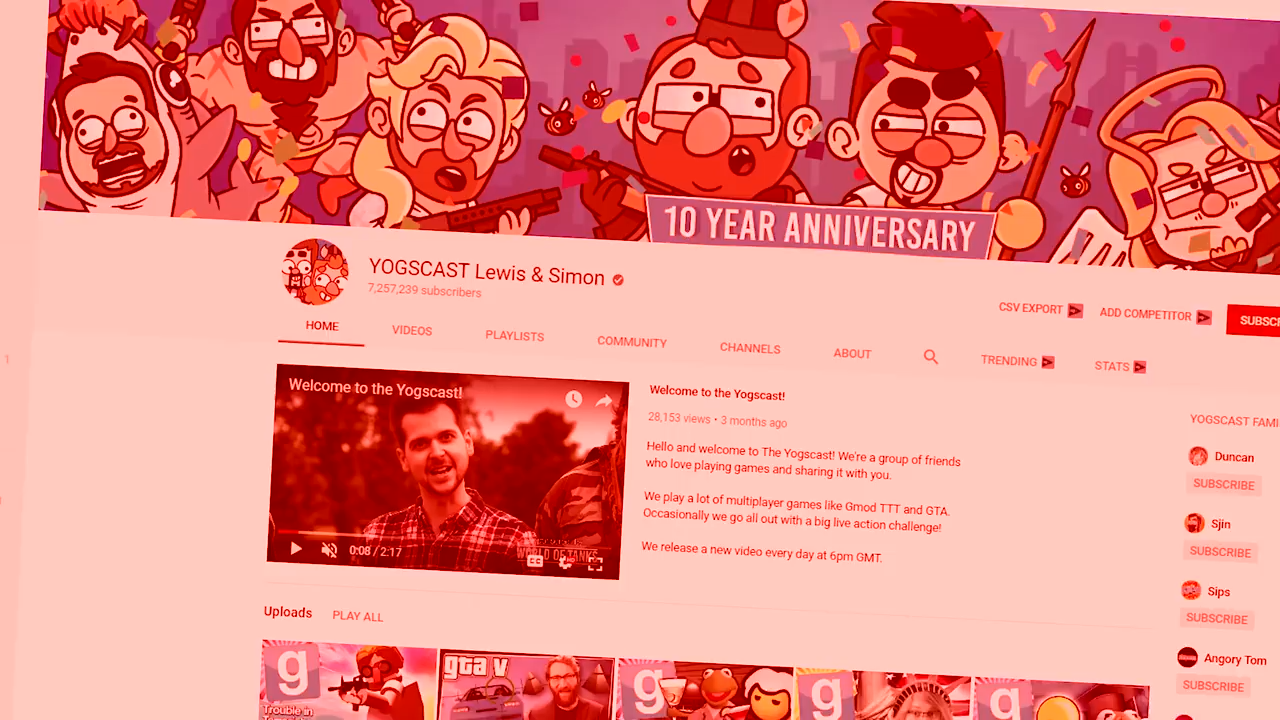 10 YEAR ANNIVERSARY
YOGSCAST Lewis & Simon
7,257,239 subscribers
CSV EXPORT
ADD COMPETITOR
HOME
VIDEOS
PLAYLISTS
COMMUNITY
CHANNELS
ABOUT
TRENDING
STATS
Welcome to the Yogscast!
0:08 / 2:17
WORLD OF TANKS
CC
Welcome to the Yogscast!
28,153 views • 3 months ago
Hello and welcome to The Yogscast! We're a group of friends
who love playing games and sharing it with you.
We play a lot of multiplayer games like Gmod TTT and GTA.
Occasionally we go all out with a big live action challenge!
We release a new video every day at 6pm GMT.
YOGSCAST FAMI
Duncan
SUBSCRIBE
Sjin
SUBSCRIBE
Sips
SUBSCRIBE
Angory Tom
SUBSCRIBE
Uploads
PLAY ALL
g
Trouble in
gta V
g
g
g